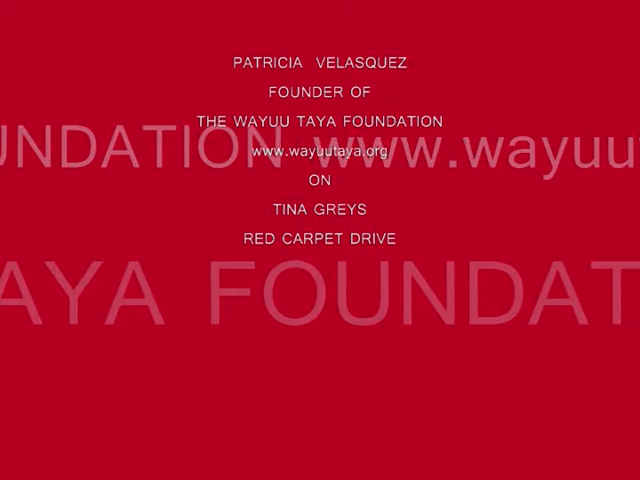 PATRICIA VELASQUEZ
FOUNDER OF
THE WAYUU TAYA FOUNDATION
UNDATION www.wayuut
www.wayuutaya.org
ON
TINA GREYS
RED CARPET DRIVE
AYA FOUNDAT